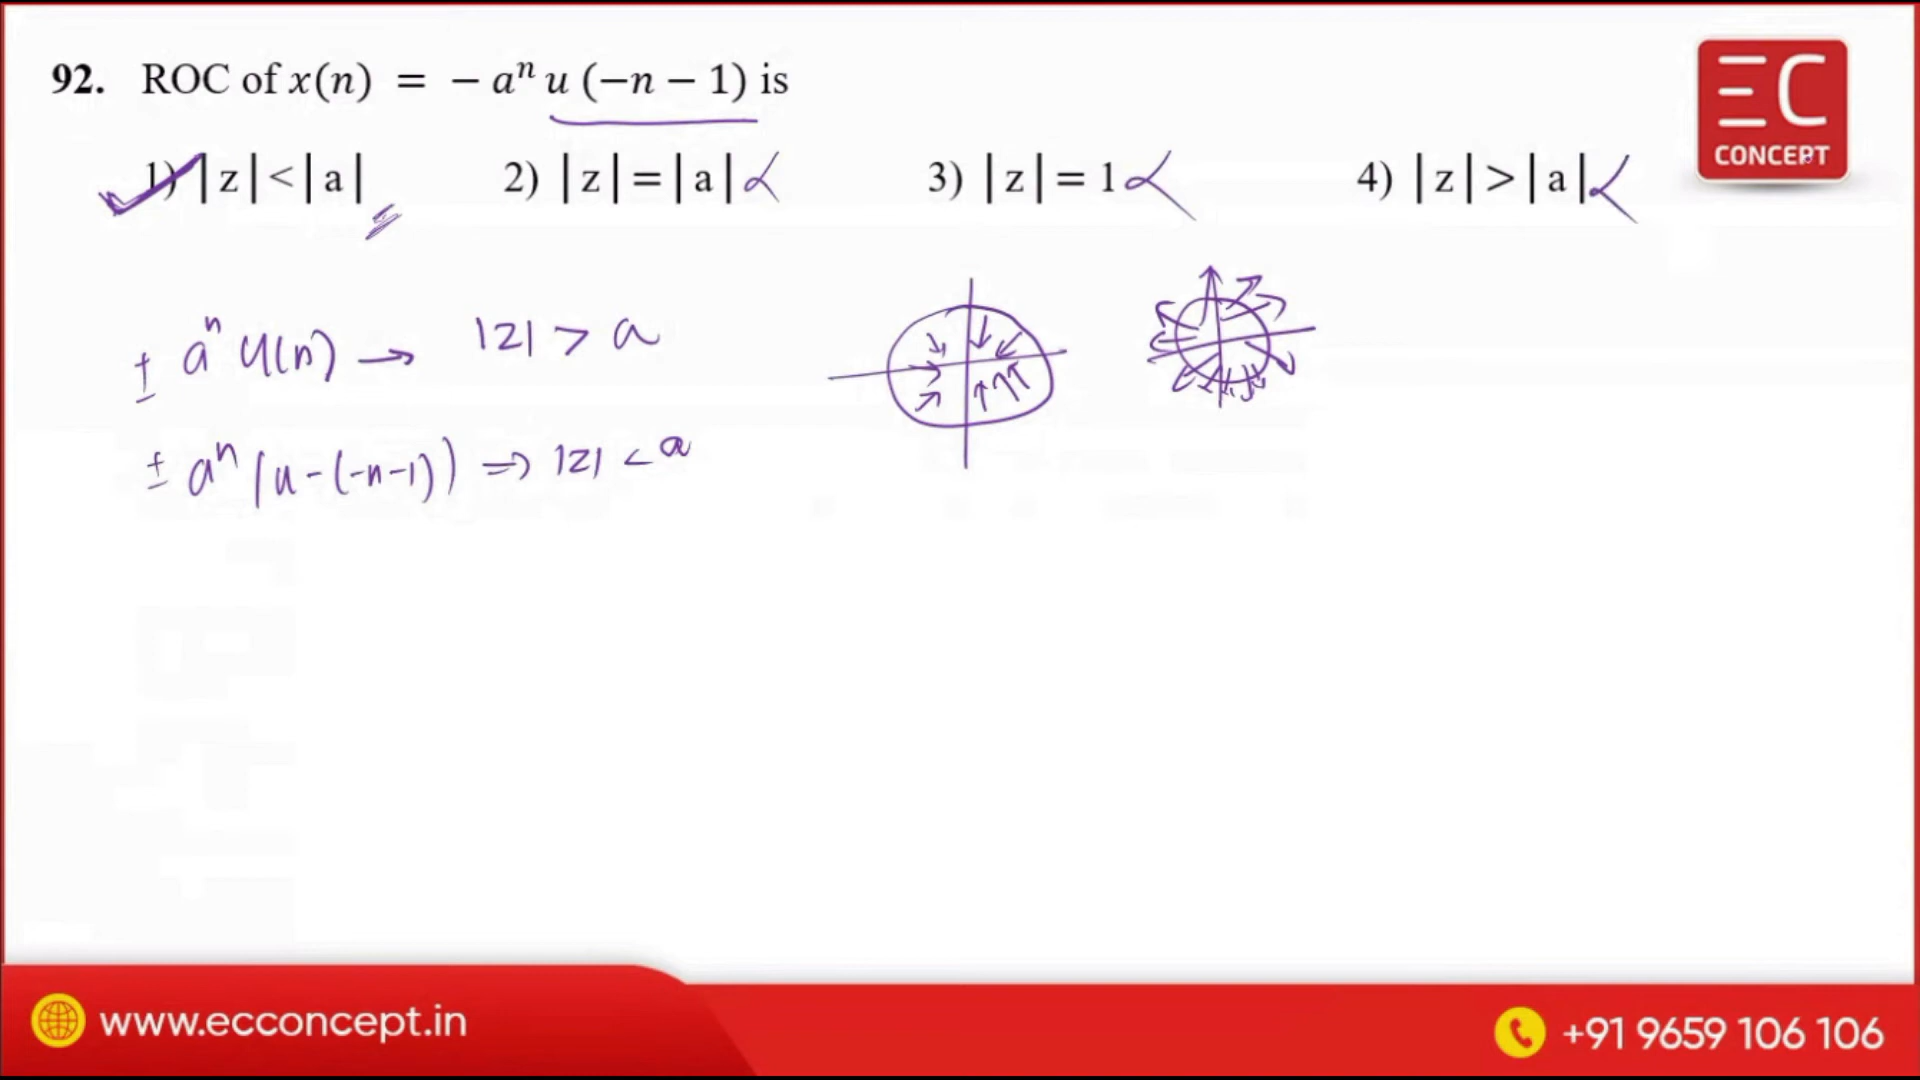 92. ROC of x(n) = − aⁿ u (−n − 1) is
1) |z|<|a| 2) |z|=|a| 3) |z|= 1 4) |z|>|a|
EC
CONCEPT
± aⁿ u(n) → |z| > a
± aⁿ (u-(-n-1)) ⇒ |z| < a
www.ecconcept.in
+91 9659 106 106